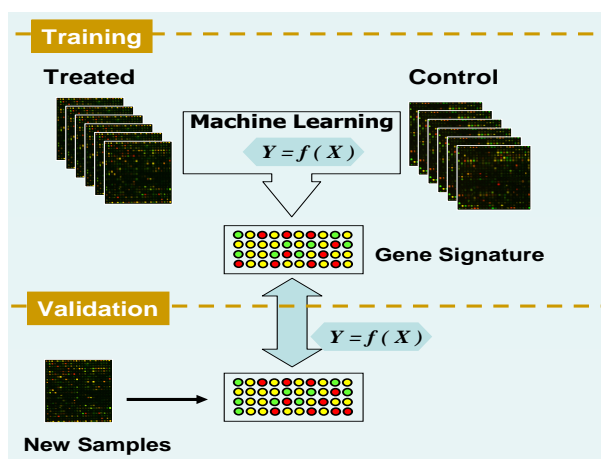 Training
Treated
Control
Machine Learning
Y = f ( X )
Gene Signature
Validation
Y = f ( X )
New Samples